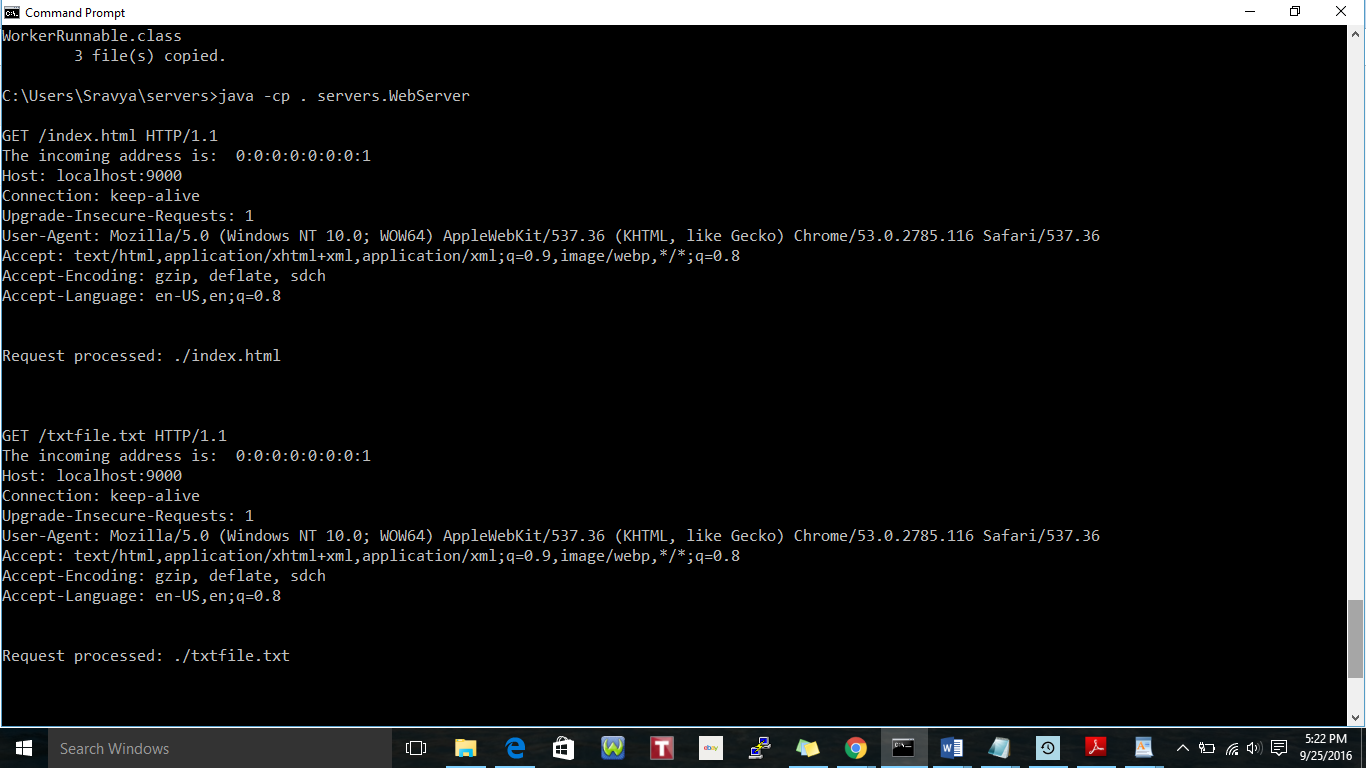 Command Prompt
WorkerRunnable.class
        3 file(s) copied.
C:\Users\Sravya\servers>java -cp . servers.WebServer
GET /index.html HTTP/1.1
The incoming address is:  0:0:0:0:0:0:0:1
Host: localhost:9000
Connection: keep-alive
Upgrade-Insecure-Requests: 1
User-Agent: Mozilla/5.0 (Windows NT 10.0; WOW64) AppleWebKit/537.36 (KHTML, like Gecko) Chrome/53.0.2785.116 Safari/537.36
Accept: text/html,application/xhtml+xml,application/xml;q=0.9,image/webp,*/*;q=0.8
Accept-Encoding: gzip, deflate, sdch
Accept-Language: en-US,en;q=0.8
Request processed: ./index.html
GET /txtfile.txt HTTP/1.1
The incoming address is:  0:0:0:0:0:0:0:1
Host: localhost:9000
Connection: keep-alive
Upgrade-Insecure-Requests: 1
User-Agent: Mozilla/5.0 (Windows NT 10.0; WOW64) AppleWebKit/537.36 (KHTML, like Gecko) Chrome/53.0.2785.116 Safari/537.36
Accept: text/html,application/xhtml+xml,application/xml;q=0.9,image/webp,*/*;q=0.8
Accept-Encoding: gzip, deflate, sdch
Accept-Language: en-US,en;q=0.8
Request processed: ./txtfile.txt
Search Windows
ebay
5:22 PM
9/25/2016